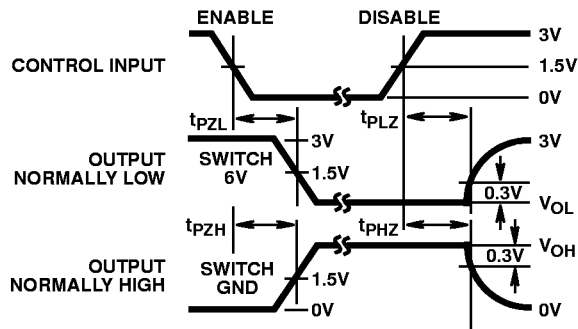 ENABLE DISABLE
3V
CONTROL INPUT 1.5V
0V
tPZL tPLZ
3V 3V
OUTPUT
NORMALLY LOW
SWITCH
6V
1.5V
0.3V
VOL
tPZH tPHZ
VOH
0.3V
OUTPUT
NORMALLY HIGH
SWITCH
GND
1.5V
0V 0V